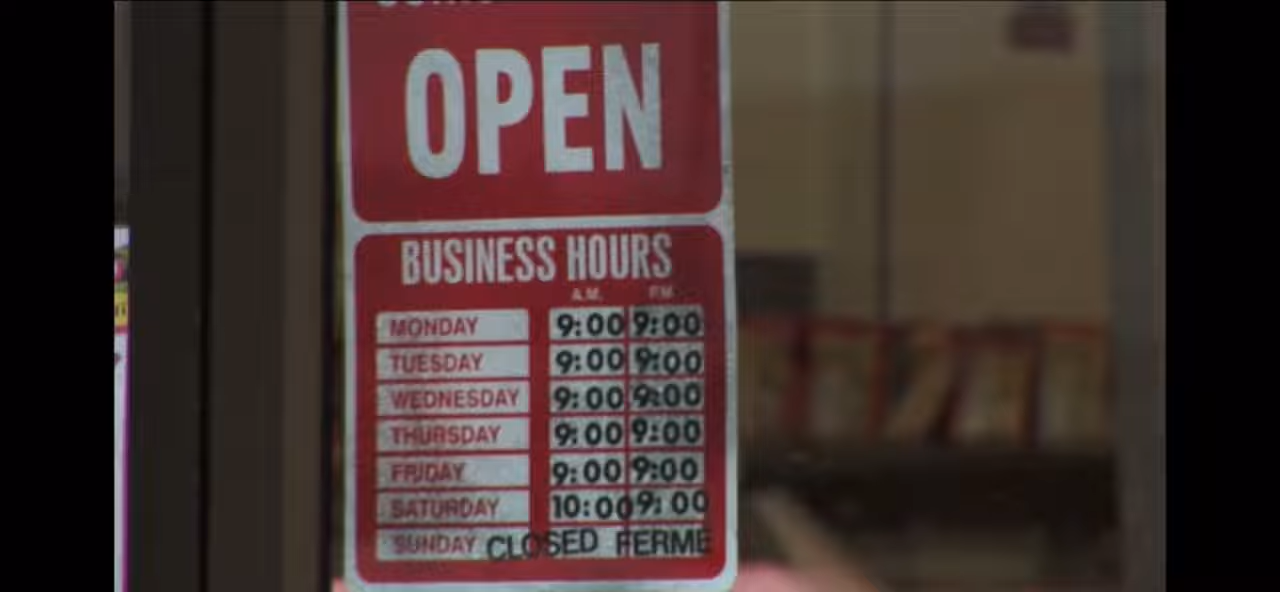 OPEN
BUSINESS HOURS
A.M. P.M.
MONDAY 9:00 9:00
TUESDAY 9:00 9:00
WEDNESDAY 9:00 9:00
THURSDAY 9:00 9:00
FRIDAY 9:00 9:00
SATURDAY 10:00 9:00
SUNDAY CLOSED FERME